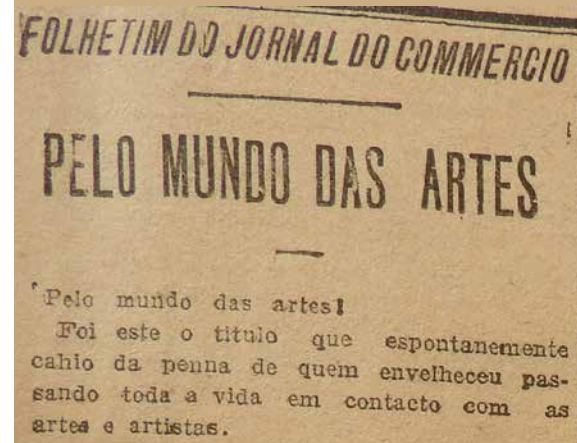 FOLHETIM DO JORNAL DO COMMERCIO
PELO MUNDO DAS ARTES
Pelo mundo das artes!
Foi este o titulo que espontanemente
cahio da penna de quem envelheceu pas-
sando toda a vida em contacto com as
artes e artistas.